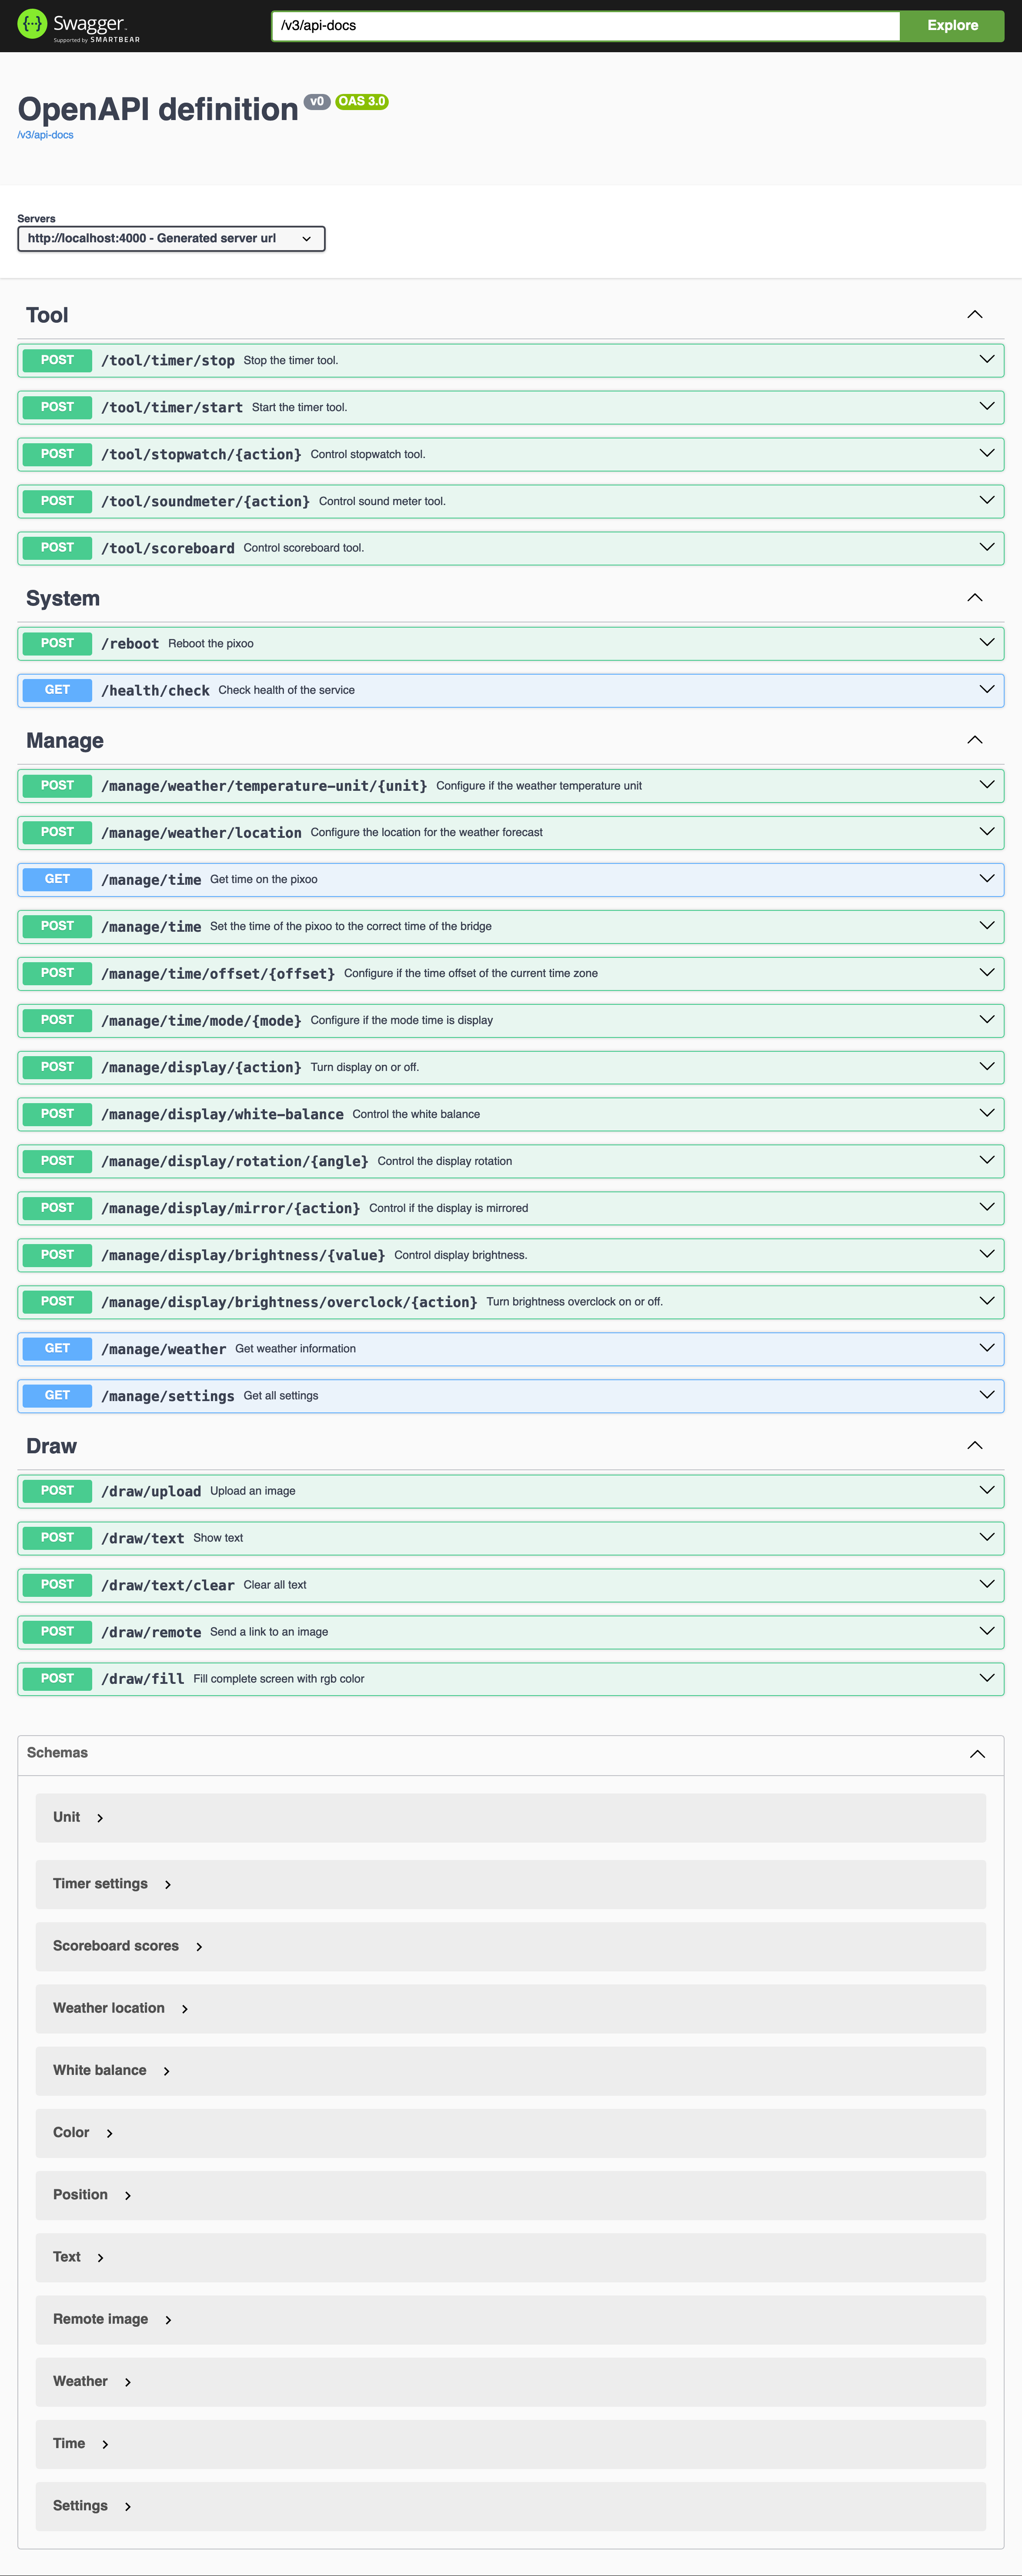 Swagger.
Supported by SMARTBEAR
/v3/api-docs
Explore
OpenAPI definition v0 OAS 3.0
/v3/api-docs
Servers
http://localhost:4000 - Generated server url
Tool
POST /tool/timer/stop Stop the timer tool.
POST /tool/timer/start Start the timer tool.
POST /tool/stopwatch/{action} Control stopwatch tool.
POST /tool/soundmeter/{action} Control sound meter tool.
POST /tool/scoreboard Control scoreboard tool.
System
POST /reboot Reboot the pixoo
GET /health/check Check health of the service
Manage
POST /manage/weather/temperature-unit/{unit} Configure if the weather temperature unit
POST /manage/weather/location Configure the location for the weather forecast
GET /manage/time Get time on the pixoo
POST /manage/time Set the time of the pixoo to the correct time of the bridge
POST /manage/time/offset/{offset} Configure if the time offset of the current time zone
POST /manage/time/mode/{mode} Configure if the mode time is display
POST /manage/display/{action} Turn display on or off.
POST /manage/display/white-balance Control the white balance
POST /manage/display/rotation/{angle} Control the display rotation
POST /manage/display/mirror/{action} Control if the display is mirrored
POST /manage/display/brightness/{value} Control display brightness.
POST /manage/display/brightness/overclock/{action} Turn brightness overclock on or off.
GET /manage/weather Get weather information
GET /manage/settings Get all settings
Draw
POST /draw/upload Upload an image
POST /draw/text Show text
POST /draw/text/clear Clear all text
POST /draw/remote Send a link to an image
POST /draw/fill Fill complete screen with rgb color
Schemas
Unit
Timer settings
Scoreboard scores
Weather location
White balance
Color
Position
Text
Remote image
Weather
Time
Settings